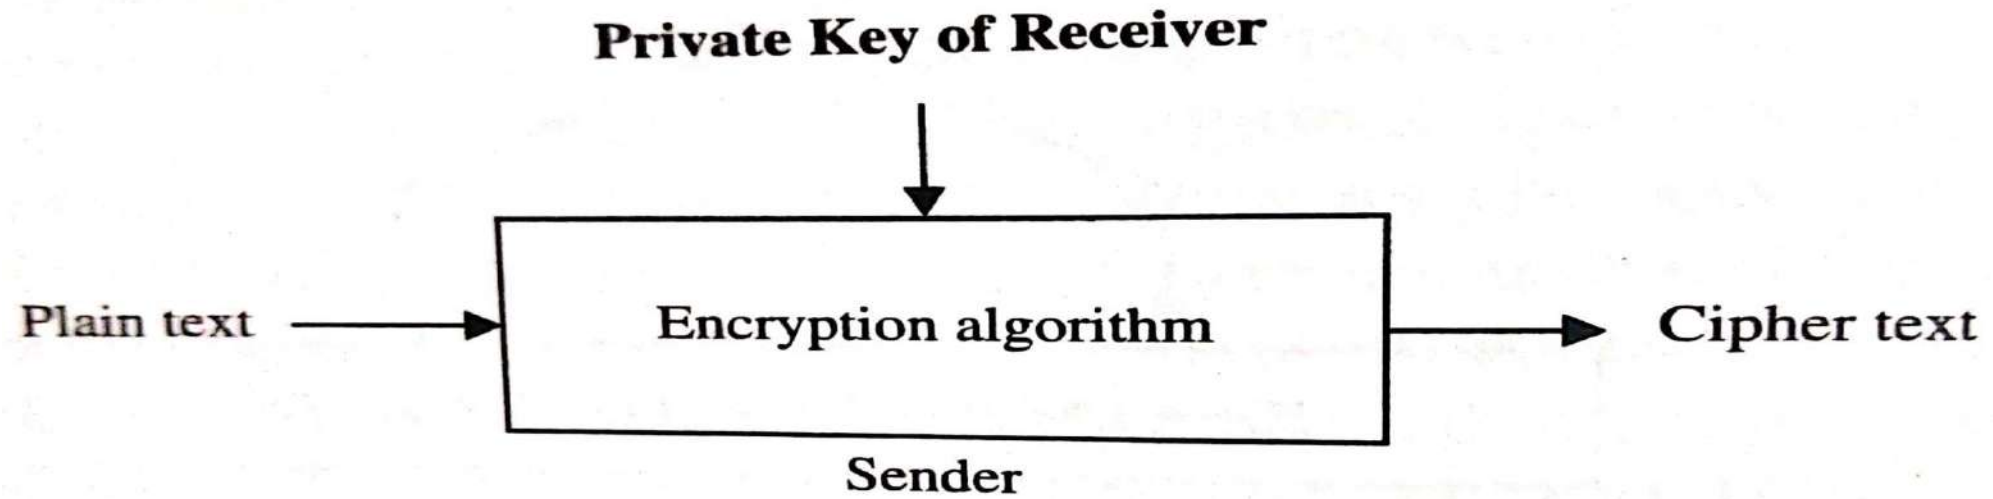 Private Key of Receiver
Plain text
Encryption algorithm
Cipher text
Sender